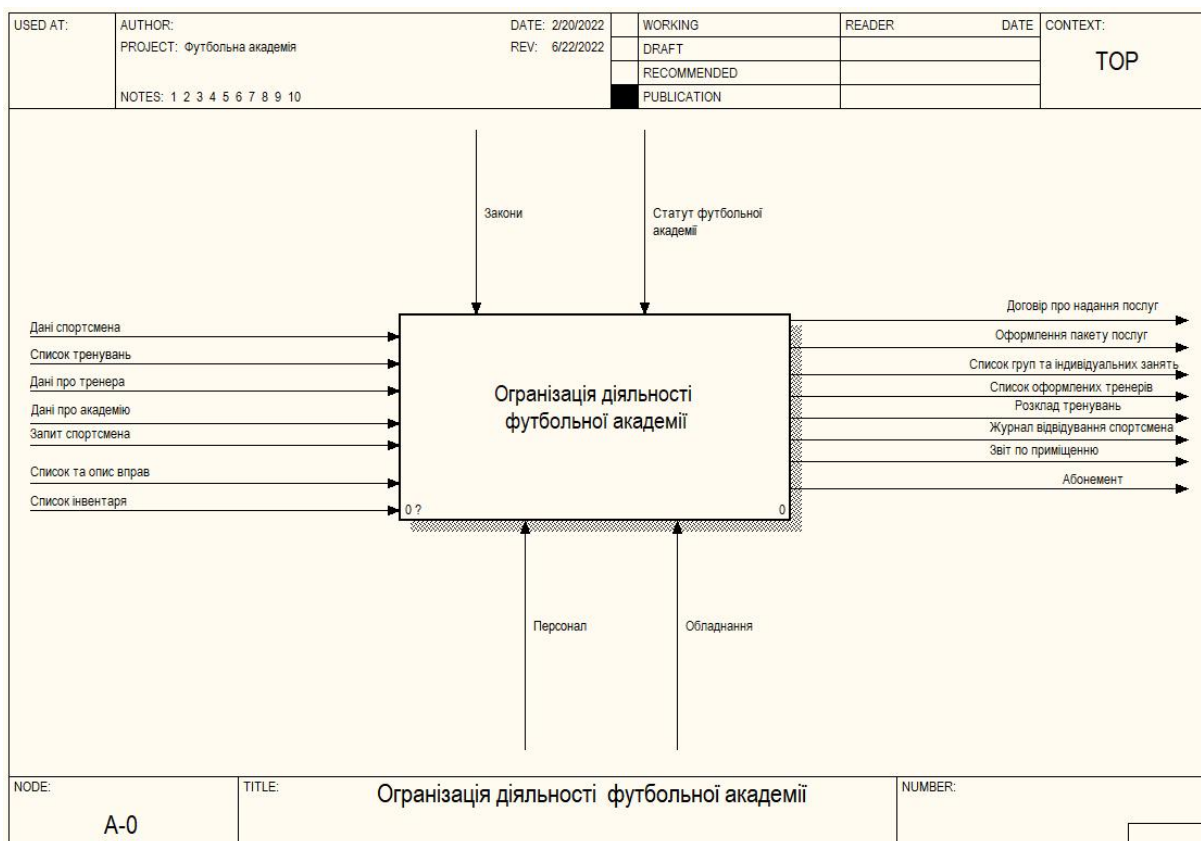 USED AT:
AUTHOR:
DATE: 2/20/2022
WORKING
READER
DATE
CONTEXT:
PROJECT: Футбольна академія
REV: 6/22/2022
DRAFT
TOP
RECOMMENDED
NOTES: 1 2 3 4 5 6 7 8 9 10
PUBLICATION
Закони
Статут футбольної
академії
Дані спортсмена
Список тренувань
Дані про тренера
Дані про академію
Запит спортсмена
Список та опис вправ
Список інвентаря
Огранізація діяльності
футбольної академії
0 ?
0
Договір про надання послуг
Оформлення пакету послуг
Список груп та індивідуальних занять
Список оформлених тренерів
Розклад тренувань
Журнал відвідування спортсмена
Звіт по приміщенню
Абонемент
Персонал
Обладнання
NODE:
A-0
TITLE:
Огранізація діяльності футбольної академії
NUMBER: